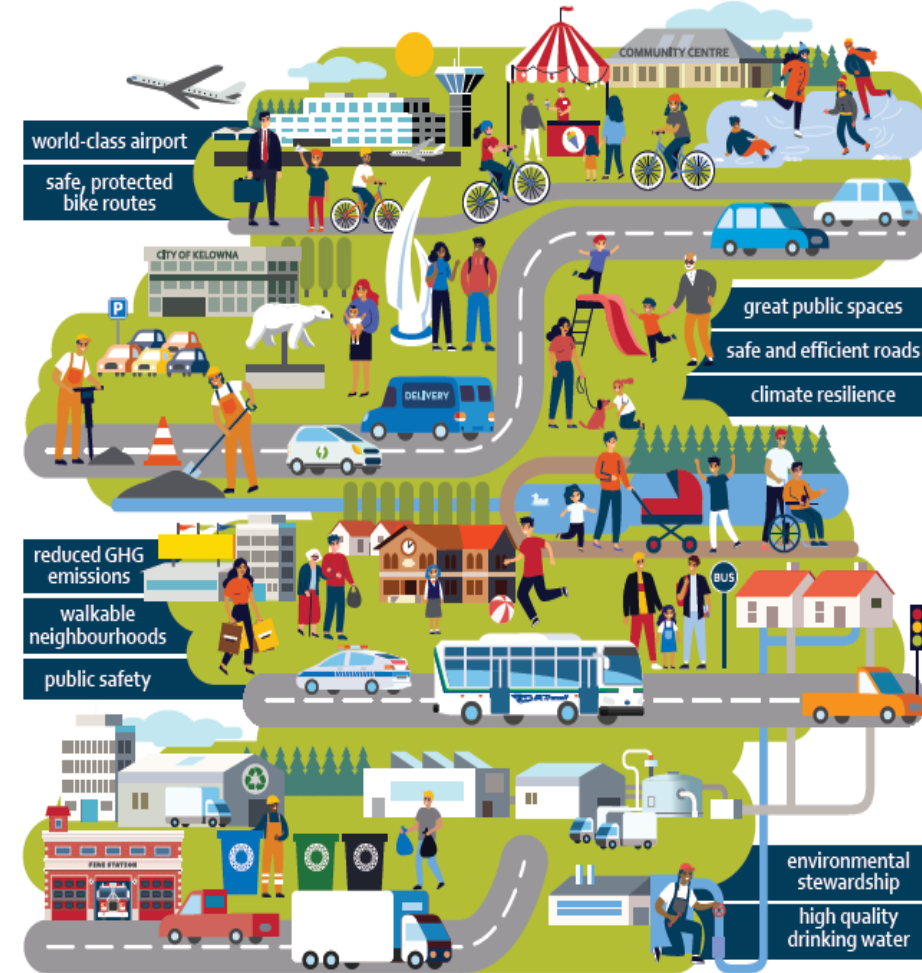 COMMUNITY CENTRE
world-class airport
safe, protected
bike routes
CITY OF KELOWNA
P
great public spaces
safe and efficient roads
climate resilience
DELIVERY
reduced GHG
emissions
walkable
neighbourhoods
public safety
BUS
FIRE STATION
environmental
stewardship
high quality
drinking water